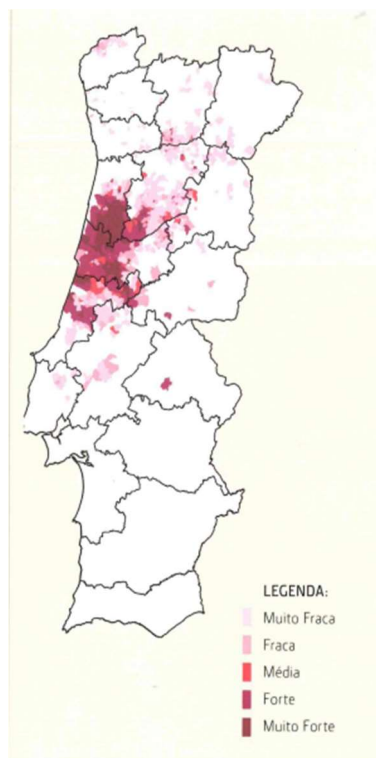 LEGENDA:
Muito Fraca
Fraca
Média
Forte
Muito Forte